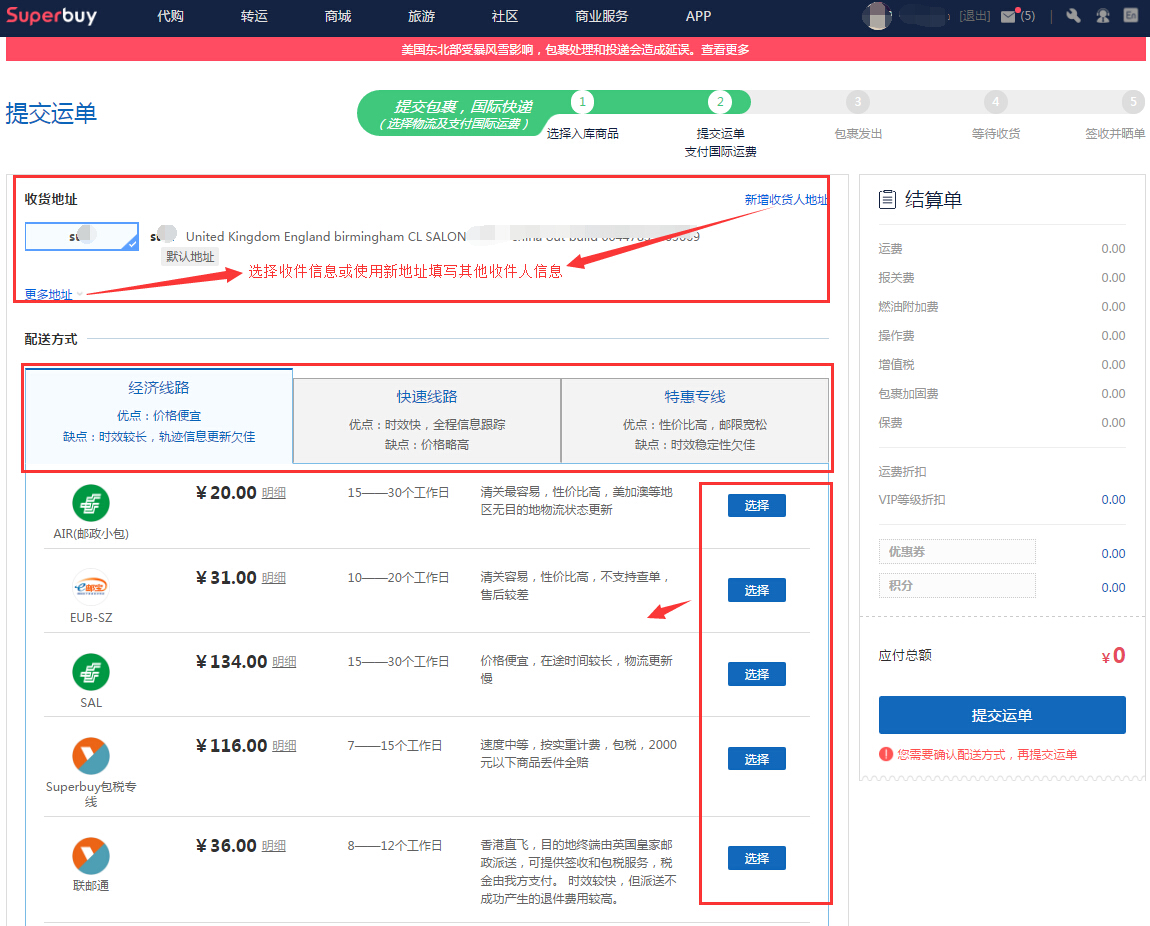 Superbuy 代购 转运 商城 旅游 社区 商业服务 APP [退出] (5) | En
美国东北部受暴风雪影响，包裹处理和投递会造成延误。查看更多
提交运单
提交包裹，国际快递
（选择物流及支付国际运费）
1 2 3 4 5
选择入库商品 提交运单 包裹发出 等待收货 签收并晒单
支付国际运费
收货地址 新增收货人地址
United Kingdom England birmingham CL SALON
默认地址
选择收件信息或使用新地址填写其他收件人信息
更多地址
配送方式
经济线路
优点：价格便宜
缺点：时效较长，轨迹信息更新欠佳
快速线路
优点：时效快，全程信息跟踪
缺点：价格略高
特惠专线
优点：性价比高，邮限宽松
缺点：时效稳定性欠佳
AIR(邮政小包)
¥ 20.00 明细
15——30个工作日
清关最容易，性价比高，美加澳等地
区无目的地物流状态更新
选择
e邮宝
EUB-SZ
¥ 31.00 明细
10——20个工作日
清关容易，性价比高，不支持查单，
售后较差
选择
SAL
¥ 134.00 明细
15——30个工作日
价格便宜，在途时间较长，物流更新
慢
选择
Superbuy包税专
线
¥ 116.00 明细
7——15个工作日
速度中等，按实重计费，包税，2000
元以下商品丢件全赔
选择
联邮通
¥ 36.00 明细
8——12个工作日
香港直飞，目的地终端由英国皇家邮
政派送，可提供签收和包税服务，税
金由我方支付。 时效较快，但派送不
成功产生的退件费用较高。
选择
结算单
运费 0.00
报关费 0.00
燃油附加费 0.00
操作费 0.00
增值税 0.00
包裹加固费 0.00
保费 0.00
运费折扣
VIP等级折扣 0.00
优惠券 0.00
积分 0.00
应付总额 ¥0
提交运单
您需要确认配送方式，再提交运单